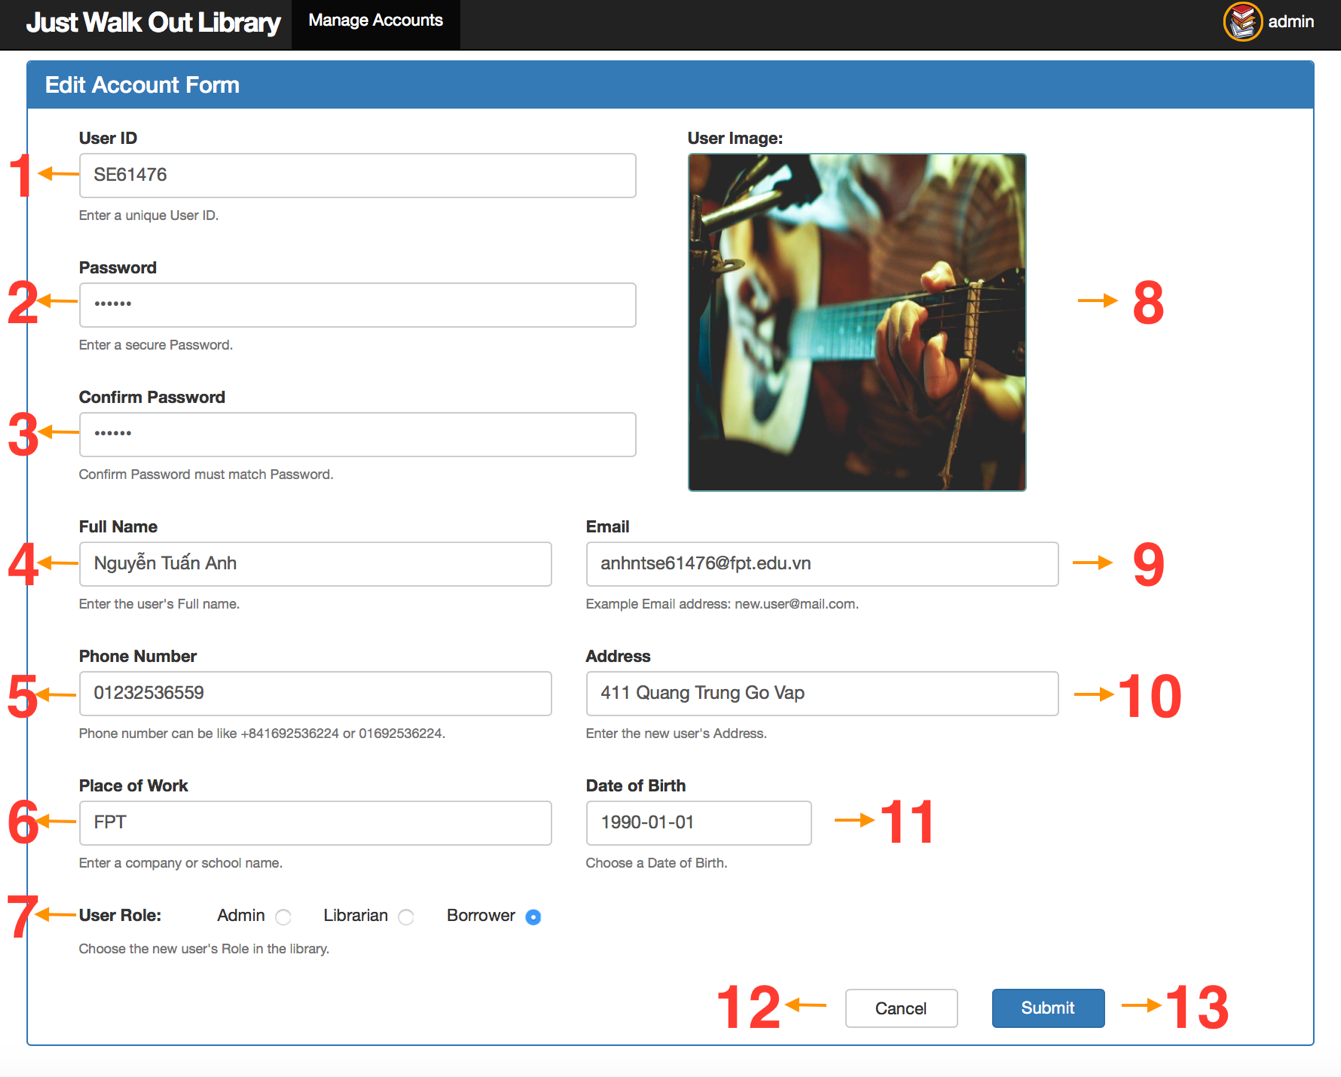 Just Walk Out Library Manage Accounts admin
Edit Account Form
User ID User Image:
1 SE61476
Enter a unique User ID.
Password
2 •••••• 8
Enter a secure Password.
Confirm Password
3 ••••••
Confirm Password must match Password.
Full Name Email
4 Nguyễn Tuấn Anh anhntse61476@fpt.edu.vn 9
Enter the user's Full name. Example Email address: new.user@mail.com.
Phone Number Address
5 01232536559 411 Quang Trung Go Vap 10
Phone number can be like +841692536224 or 01692536224. Enter the new user's Address.
Place of Work Date of Birth
6 FPT 1990-01-01 11
Enter a company or school name. Choose a Date of Birth.
7 User Role: Admin Librarian Borrower
Choose the new user's Role in the library.
12 Cancel Submit 13